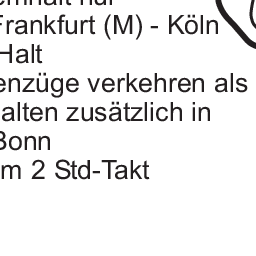 Frankfurt (M) - Köln
Halt
enzüge verkehren als
alten zusätzlich in
Bonn
m 2 Std-Takt